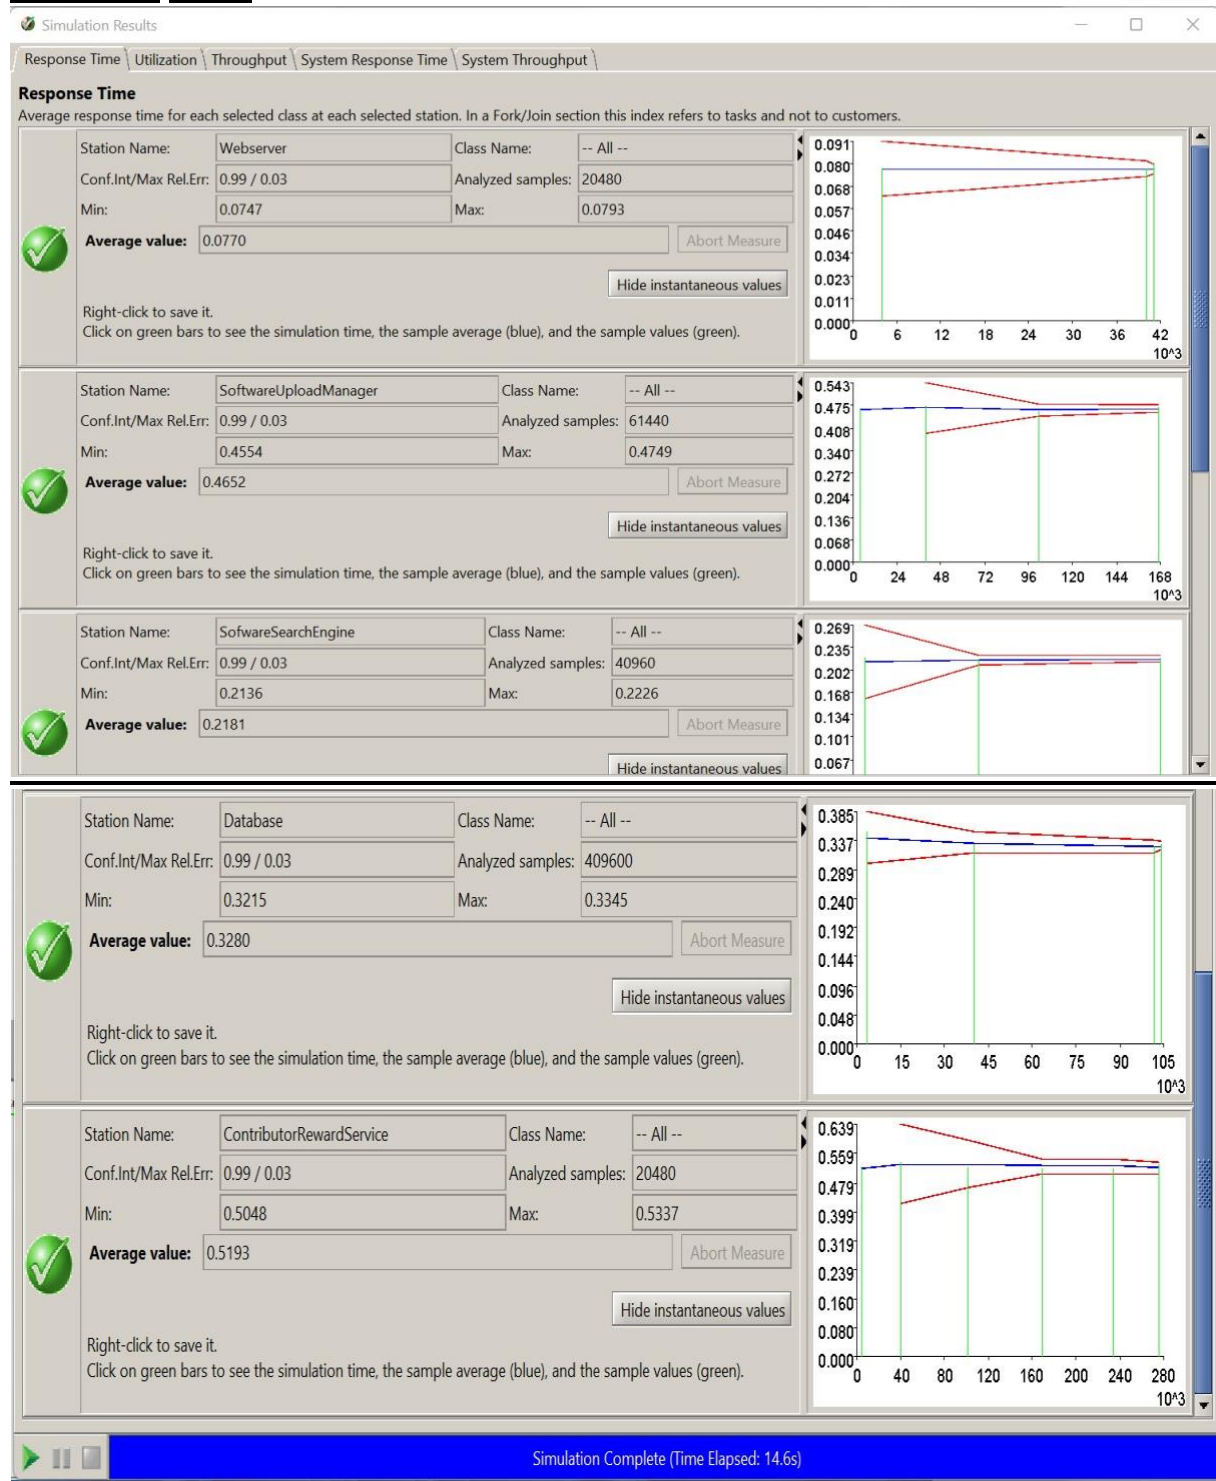 Simulation Results
Response Time Utilization Throughput System Response Time System Throughput
Response Time
Average response time for each selected class at each selected station. In a Fork/Join section this index refers to tasks and not to customers.
Station Name: Webserver Class Name: -- All --
Conf.Int/Max Rel.Err: 0.99 / 0.03 Analyzed samples: 20480
Min: 0.0747 Max: 0.0793
Average value: 0.0770 Abort Measure
Hide instantaneous values
Right-click to save it.
Click on green bars to see the simulation time, the sample average (blue), and the sample values (green).
0.091
0.080
0.068
0.057
0.046
0.034
0.023
0.011
0.000
0 6 12 18 24 30 36 42
10^3
Station Name: SoftwareUploadManager Class Name: -- All --
Conf.Int/Max Rel.Err: 0.99 / 0.03 Analyzed samples: 61440
Min: 0.4554 Max: 0.4749
Average value: 0.4652 Abort Measure
Hide instantaneous values
Right-click to save it.
Click on green bars to see the simulation time, the sample average (blue), and the sample values (green).
0.543
0.475
0.408
0.340
0.272
0.204
0.136
0.068
0.000
0 24 48 72 96 120 144 168
10^3
Station Name: SofwareSearchEngine Class Name: -- All --
Conf.Int/Max Rel.Err: 0.99 / 0.03 Analyzed samples: 40960
Min: 0.2136 Max: 0.2226
Average value: 0.2181 Abort Measure
Hide instantaneous values
0.269
0.235
0.202
0.168
0.134
0.101
0.067
Station Name: Database Class Name: -- All --
Conf.Int/Max Rel.Err: 0.99 / 0.03 Analyzed samples: 409600
Min: 0.3215 Max: 0.3345
Average value: 0.3280 Abort Measure
Hide instantaneous values
Right-click to save it.
Click on green bars to see the simulation time, the sample average (blue), and the sample values (green).
0.385
0.337
0.289
0.240
0.192
0.144
0.096
0.048
0.000
0 15 30 45 60 75 90 105
10^3
Station Name: ContributorRewardService Class Name: -- All --
Conf.Int/Max Rel.Err: 0.99 / 0.03 Analyzed samples: 20480
Min: 0.5048 Max: 0.5337
Average value: 0.5193 Abort Measure
Hide instantaneous values
Right-click to save it.
Click on green bars to see the simulation time, the sample average (blue), and the sample values (green).
0.639
0.559
0.479
0.399
0.319
0.239
0.160
0.080
0.000
0 40 80 120 160 200 240 280
10^3
Simulation Complete (Time Elapsed: 14.6s)